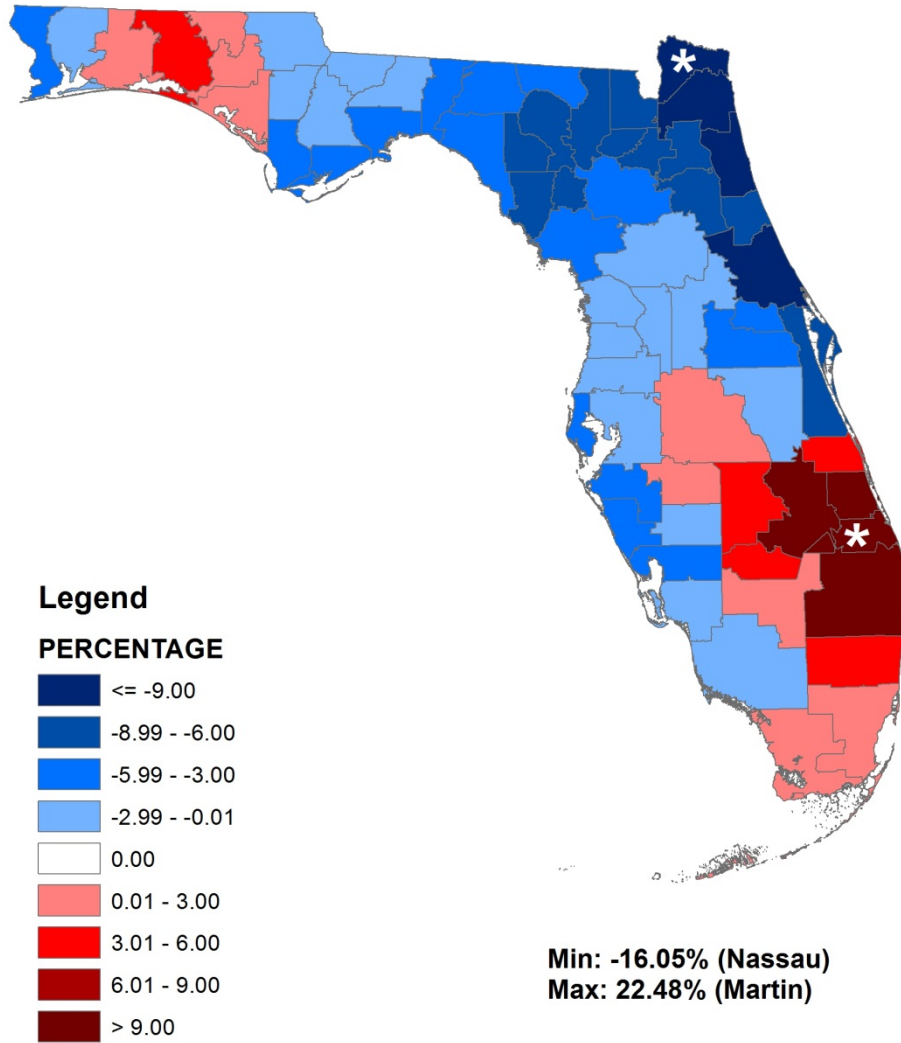 *
*
Legend
PERCENTAGE
<= -9.00
-8.99 - -6.00
-5.99 - -3.00
-2.99 - -0.01
0.00
0.01 - 3.00
3.01 - 6.00
6.01 - 9.00
> 9.00
Min: -16.05% (Nassau)
Max: 22.48% (Martin)